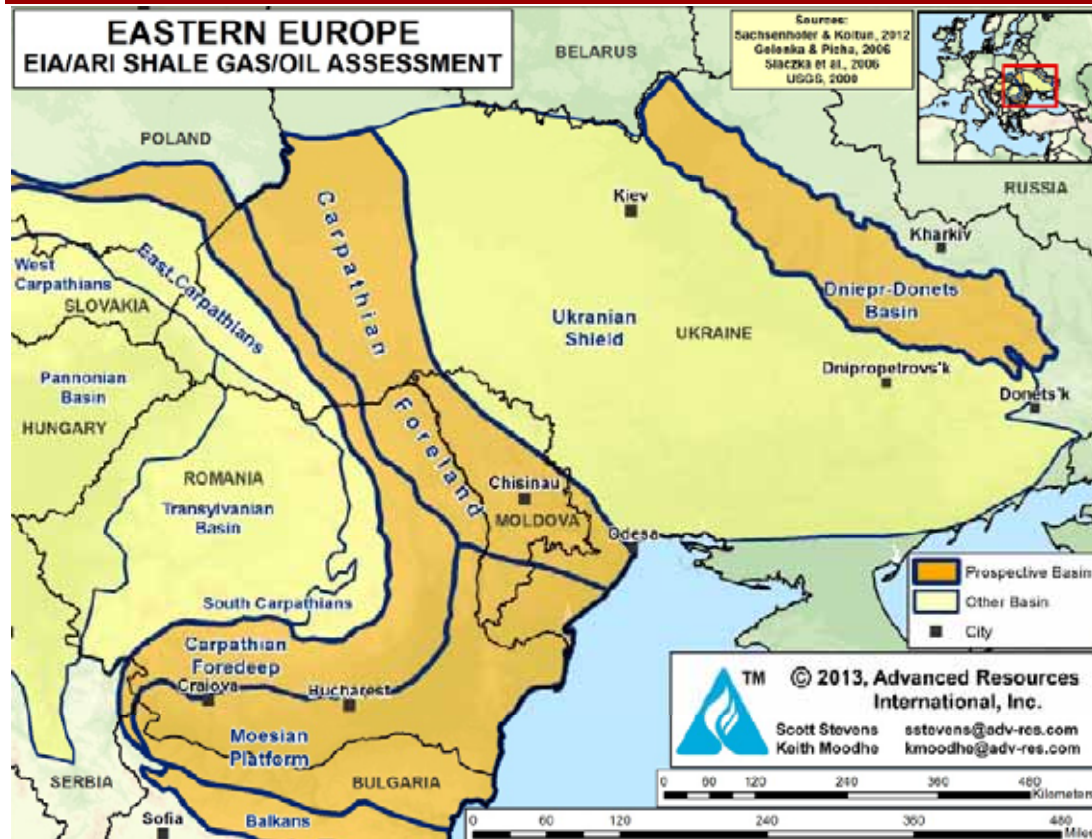 EASTERN EUROPE
EIA/ARI SHALE GAS/OIL ASSESSMENT
Sources:
Sachsenhofer & Koltun, 2012
Golonka & Picha, 2006
Slaczka et al., 2006
USGS, 2000
BELARUS
POLAND
RUSSIA
Kiev
Kharkiv
Carpathian
Foreland
East Carpathians
West
Carpathians
SLOVAKIA
Dniepr-Donets
Basin
Ukranian
Shield
UKRAINE
Dnipropetrovs'k
Donets'k
Pannonian
Basin
HUNGARY
ROMANIA
Transylvanian
Basin
Chisinau
MOLDOVA
Odesa
South Carpathians
Carpathian
Foredeep
Craiova
Bucharest
Moesian
Platform
BULGARIA
SERBIA
Sofia
Balkans
Prospective Basin
Other Basin
City
TM
© 2013, Advanced Resources
International, Inc.
Scott Stevens sstevens@adv-res.com
Keith Moodhe kmoodhe@adv-res.com
0 60 120 240 360 480
Kilometers
0 60 120 240 360 480
Miles